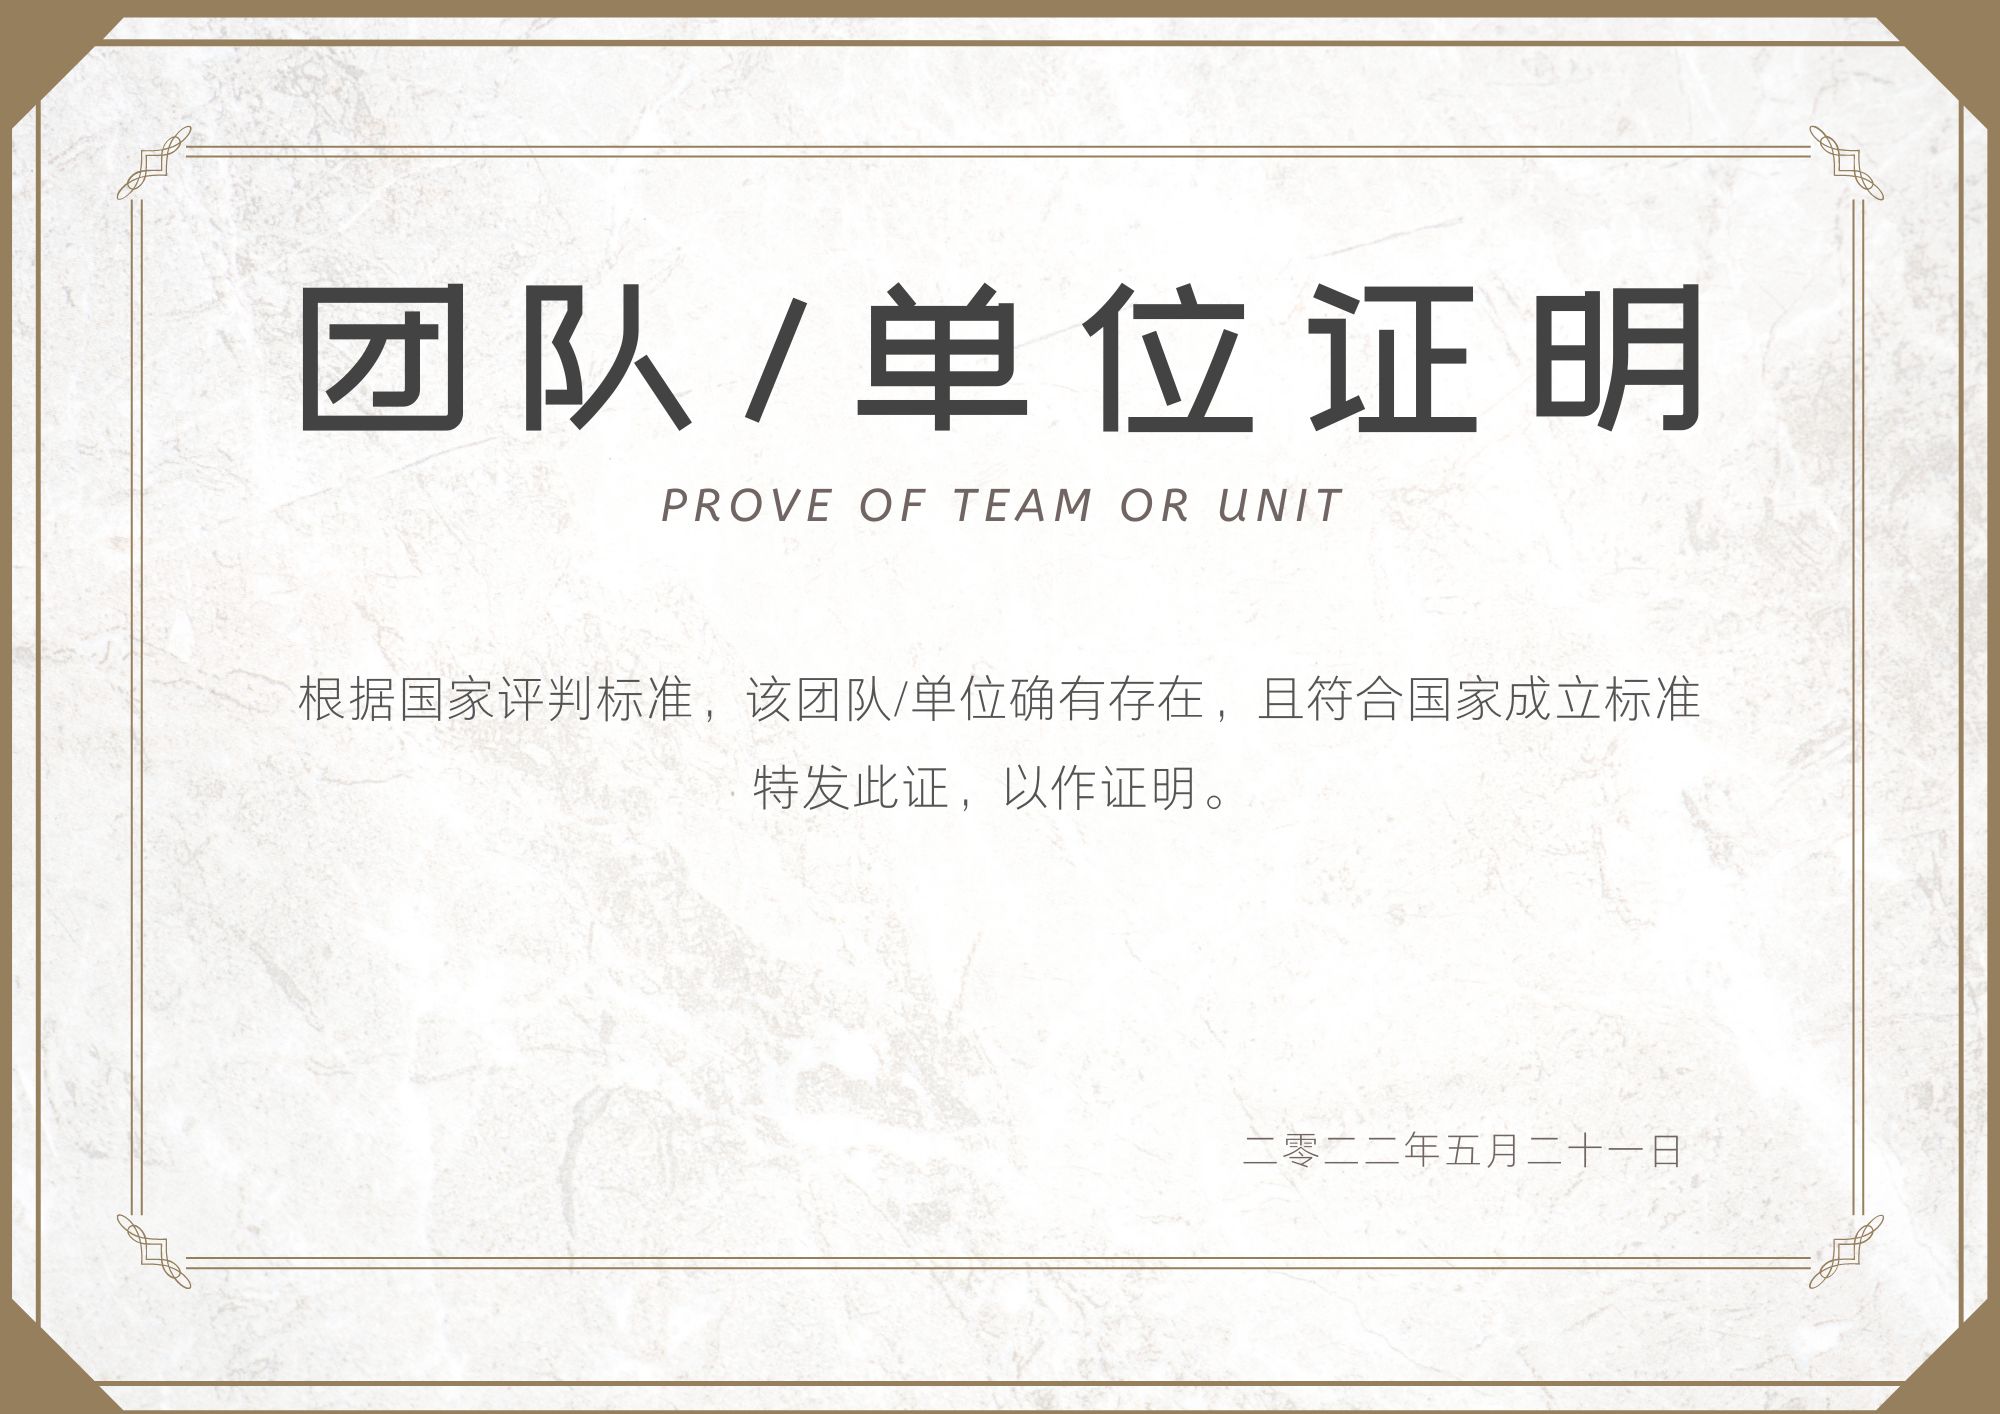 团队/单位证明
PROVE OF TEAM OR UNIT
根据国家评判标准，该团队/单位确有存在，且符合国家成立标准
特发此证，以作证明。
二零二二年五月二十一日